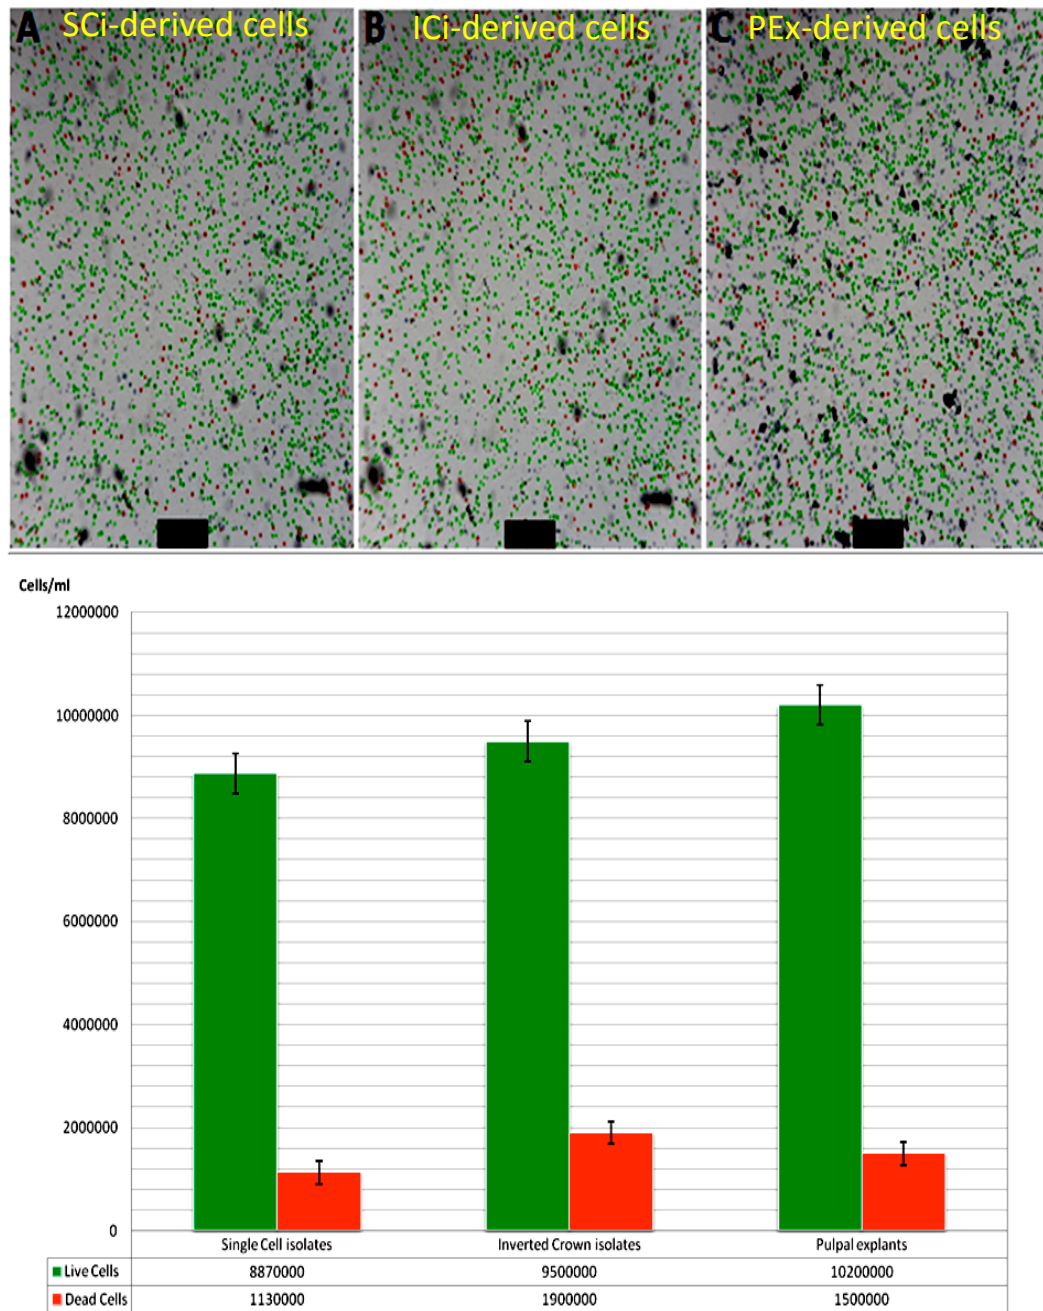 A SCi-derived cells
B ICi-derived cells
C PEx-derived cells
Cells/ml
12000000
10000000
8000000
6000000
4000000
2000000
0
Single Cell isolates
Inverted Crown isolates
Pulpal explants
Live Cells 8870000 9500000 10200000
Dead Cells 1130000 1900000 1500000